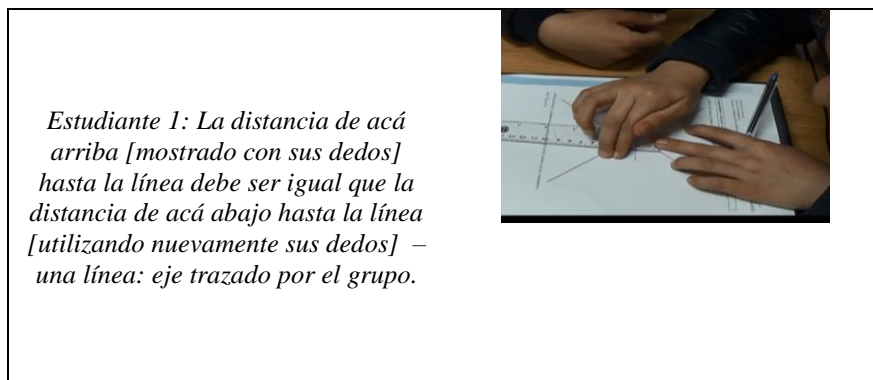 Estudiante 1: La distancia de acá
arriba [mostrado con sus dedos]
hasta la línea debe ser igual que la
distancia de acá abajo hasta la línea
[utilizando nuevamente sus dedos]  –
una línea: eje trazado por el grupo.